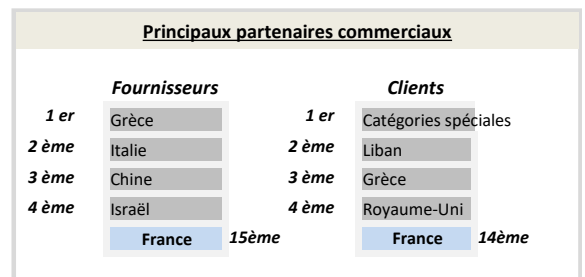 Principaux partenaires commerciaux
Fournisseurs Clients
1 er Grèce 1 er Catégories spéciales
2 ème Italie 2 ème Liban
3 ème Chine 3 ème Grèce
4 ème Israël 4 ème Royaume-Uni
France 15ème France 14ème